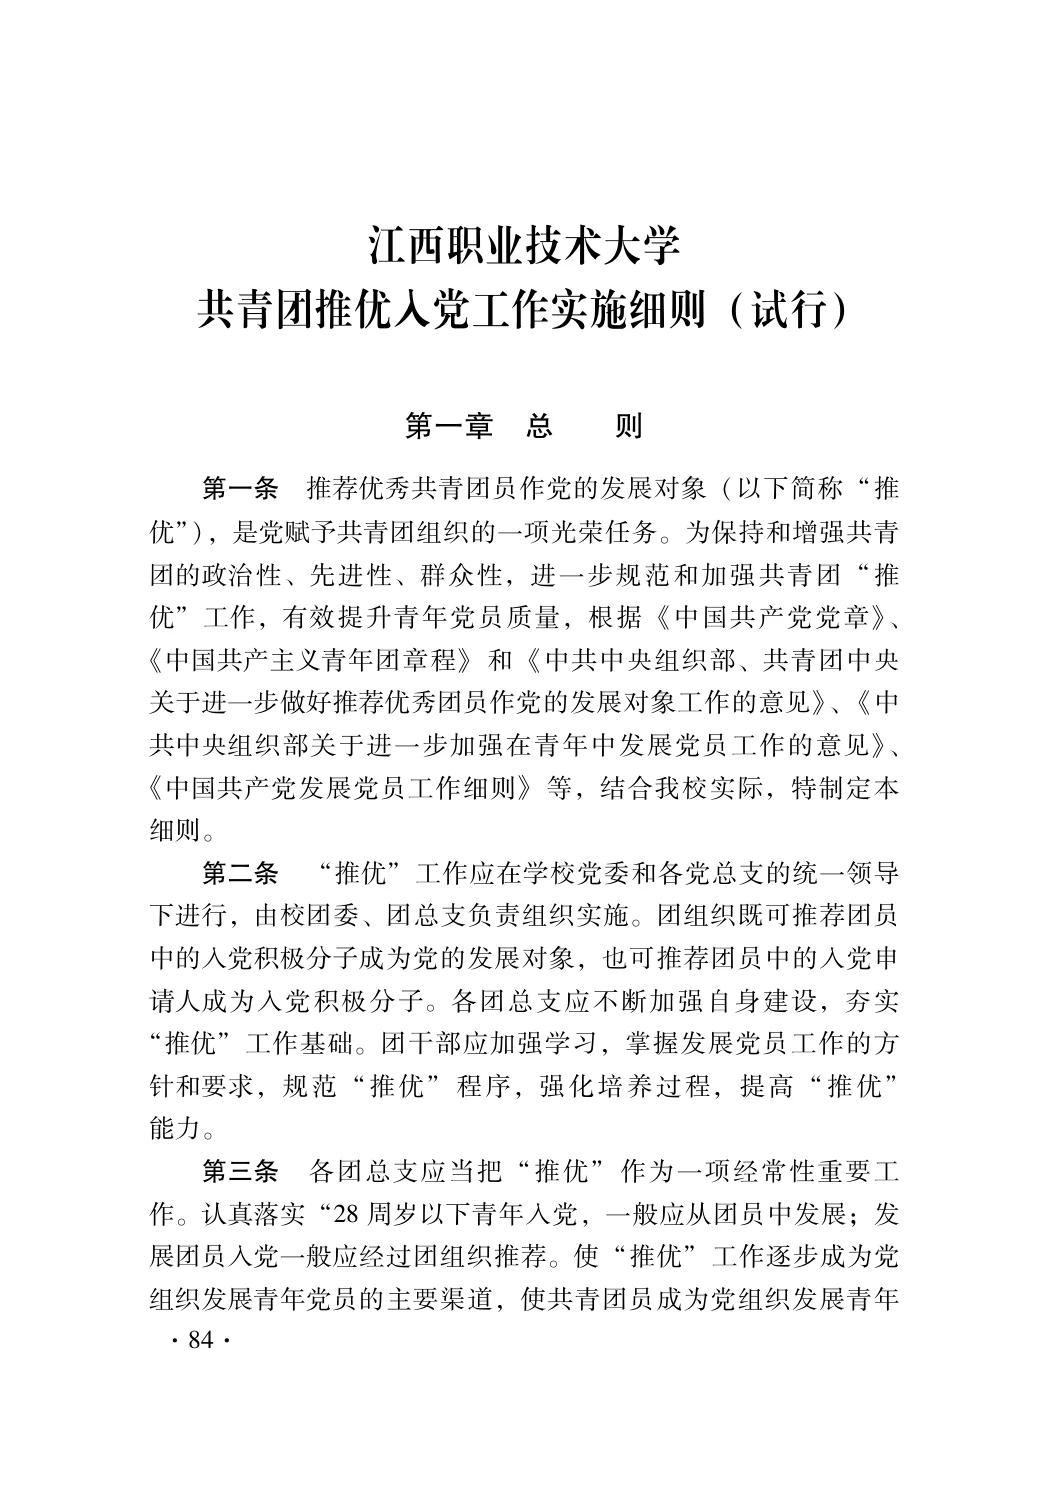 江西职业技术大学
共青团推优入党工作实施细则（试行）
第一章　总　　则
第一条　推荐优秀共青团员作党的发展对象（以下简称“推
优”），是党赋予共青团组织的一项光荣任务。为保持和增强共青
团的政治性、先进性、群众性，进一步规范和加强共青团“推
优”工作，有效提升青年党员质量，根据《中国共产党党章》、
《中国共产主义青年团章程》和《中共中央组织部、共青团中央
关于进一步做好推荐优秀团员作党的发展对象工作的意见》、《中
共中央组织部关于进一步加强在青年中发展党员工作的意见》、
《中国共产党发展党员工作细则》等，结合我校实际，特制定本
细则。
第二条　“推优”工作应在学校党委和各党总支的统一领导
下进行，由校团委、团总支负责组织实施。团组织既可推荐团员
中的入党积极分子成为党的发展对象，也可推荐团员中的入党申
请人成为入党积极分子。各团总支应不断加强自身建设，夯实
“推优”工作基础。团干部应加强学习，掌握发展党员工作的方
针和要求，规范“推优”程序，强化培养过程，提高“推优”
能力。
第三条　各团总支应当把“推优”作为一项经常性重要工
作。认真落实“28 周岁以下青年入党，一般应从团员中发展；发
展团员入党一般应经过团组织推荐。使“推优”工作逐步成为党
组织发展青年党员的主要渠道，使共青团员成为党组织发展青年
· 84 ·